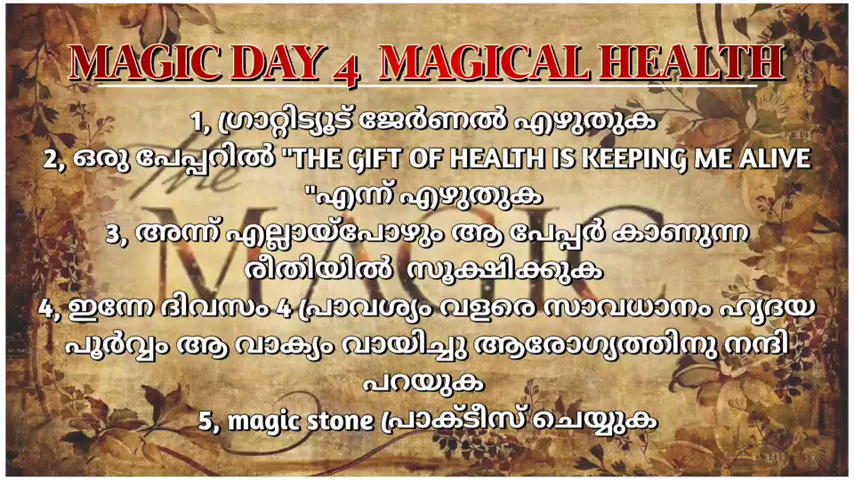 MAGIC DAY 4 MAGICAL HEALTH
1, ഗ്രാറ്റിട്യൂട് ജേർണൽ എഴുതുക
2, ഒരു പേപ്പറിൽ "THE GIFT OF HEALTH IS KEEPING ME ALIVE
"എന്ന് എഴുതുക
3, അന്ന് എല്ലായ്പോഴും ആ പേപ്പർ കാണുന്ന
രീതിയിൽ സൂക്ഷിക്കുക
4, ഇന്നേ ദിവസം 4 പ്രാവശ്യം വളരെ സാവധാനം ഹൃദയ
പൂർവ്വം ആ വാക്യം വായിച്ചു ആരോഗ്യത്തിനു നന്ദി
പറയുക
5, magic stone പ്രാക്ടീസ് ചെയ്യുക
The
MAGIC